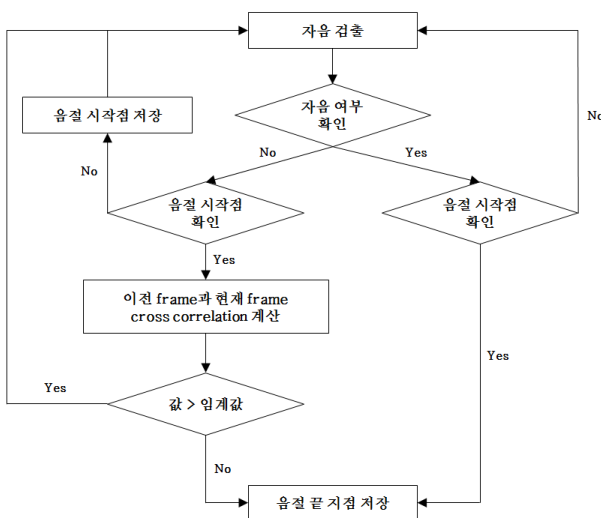 자음 검출
자음 여부
확인
음절 시작점 저장
No
No
Yes
No
음절 시작점
확인
음절 시작점
확인
Yes
이전 frame과 현재 frame
cross correlation 계산
Yes
Yes
값 > 임계값
No
음절 끝 지점 저장